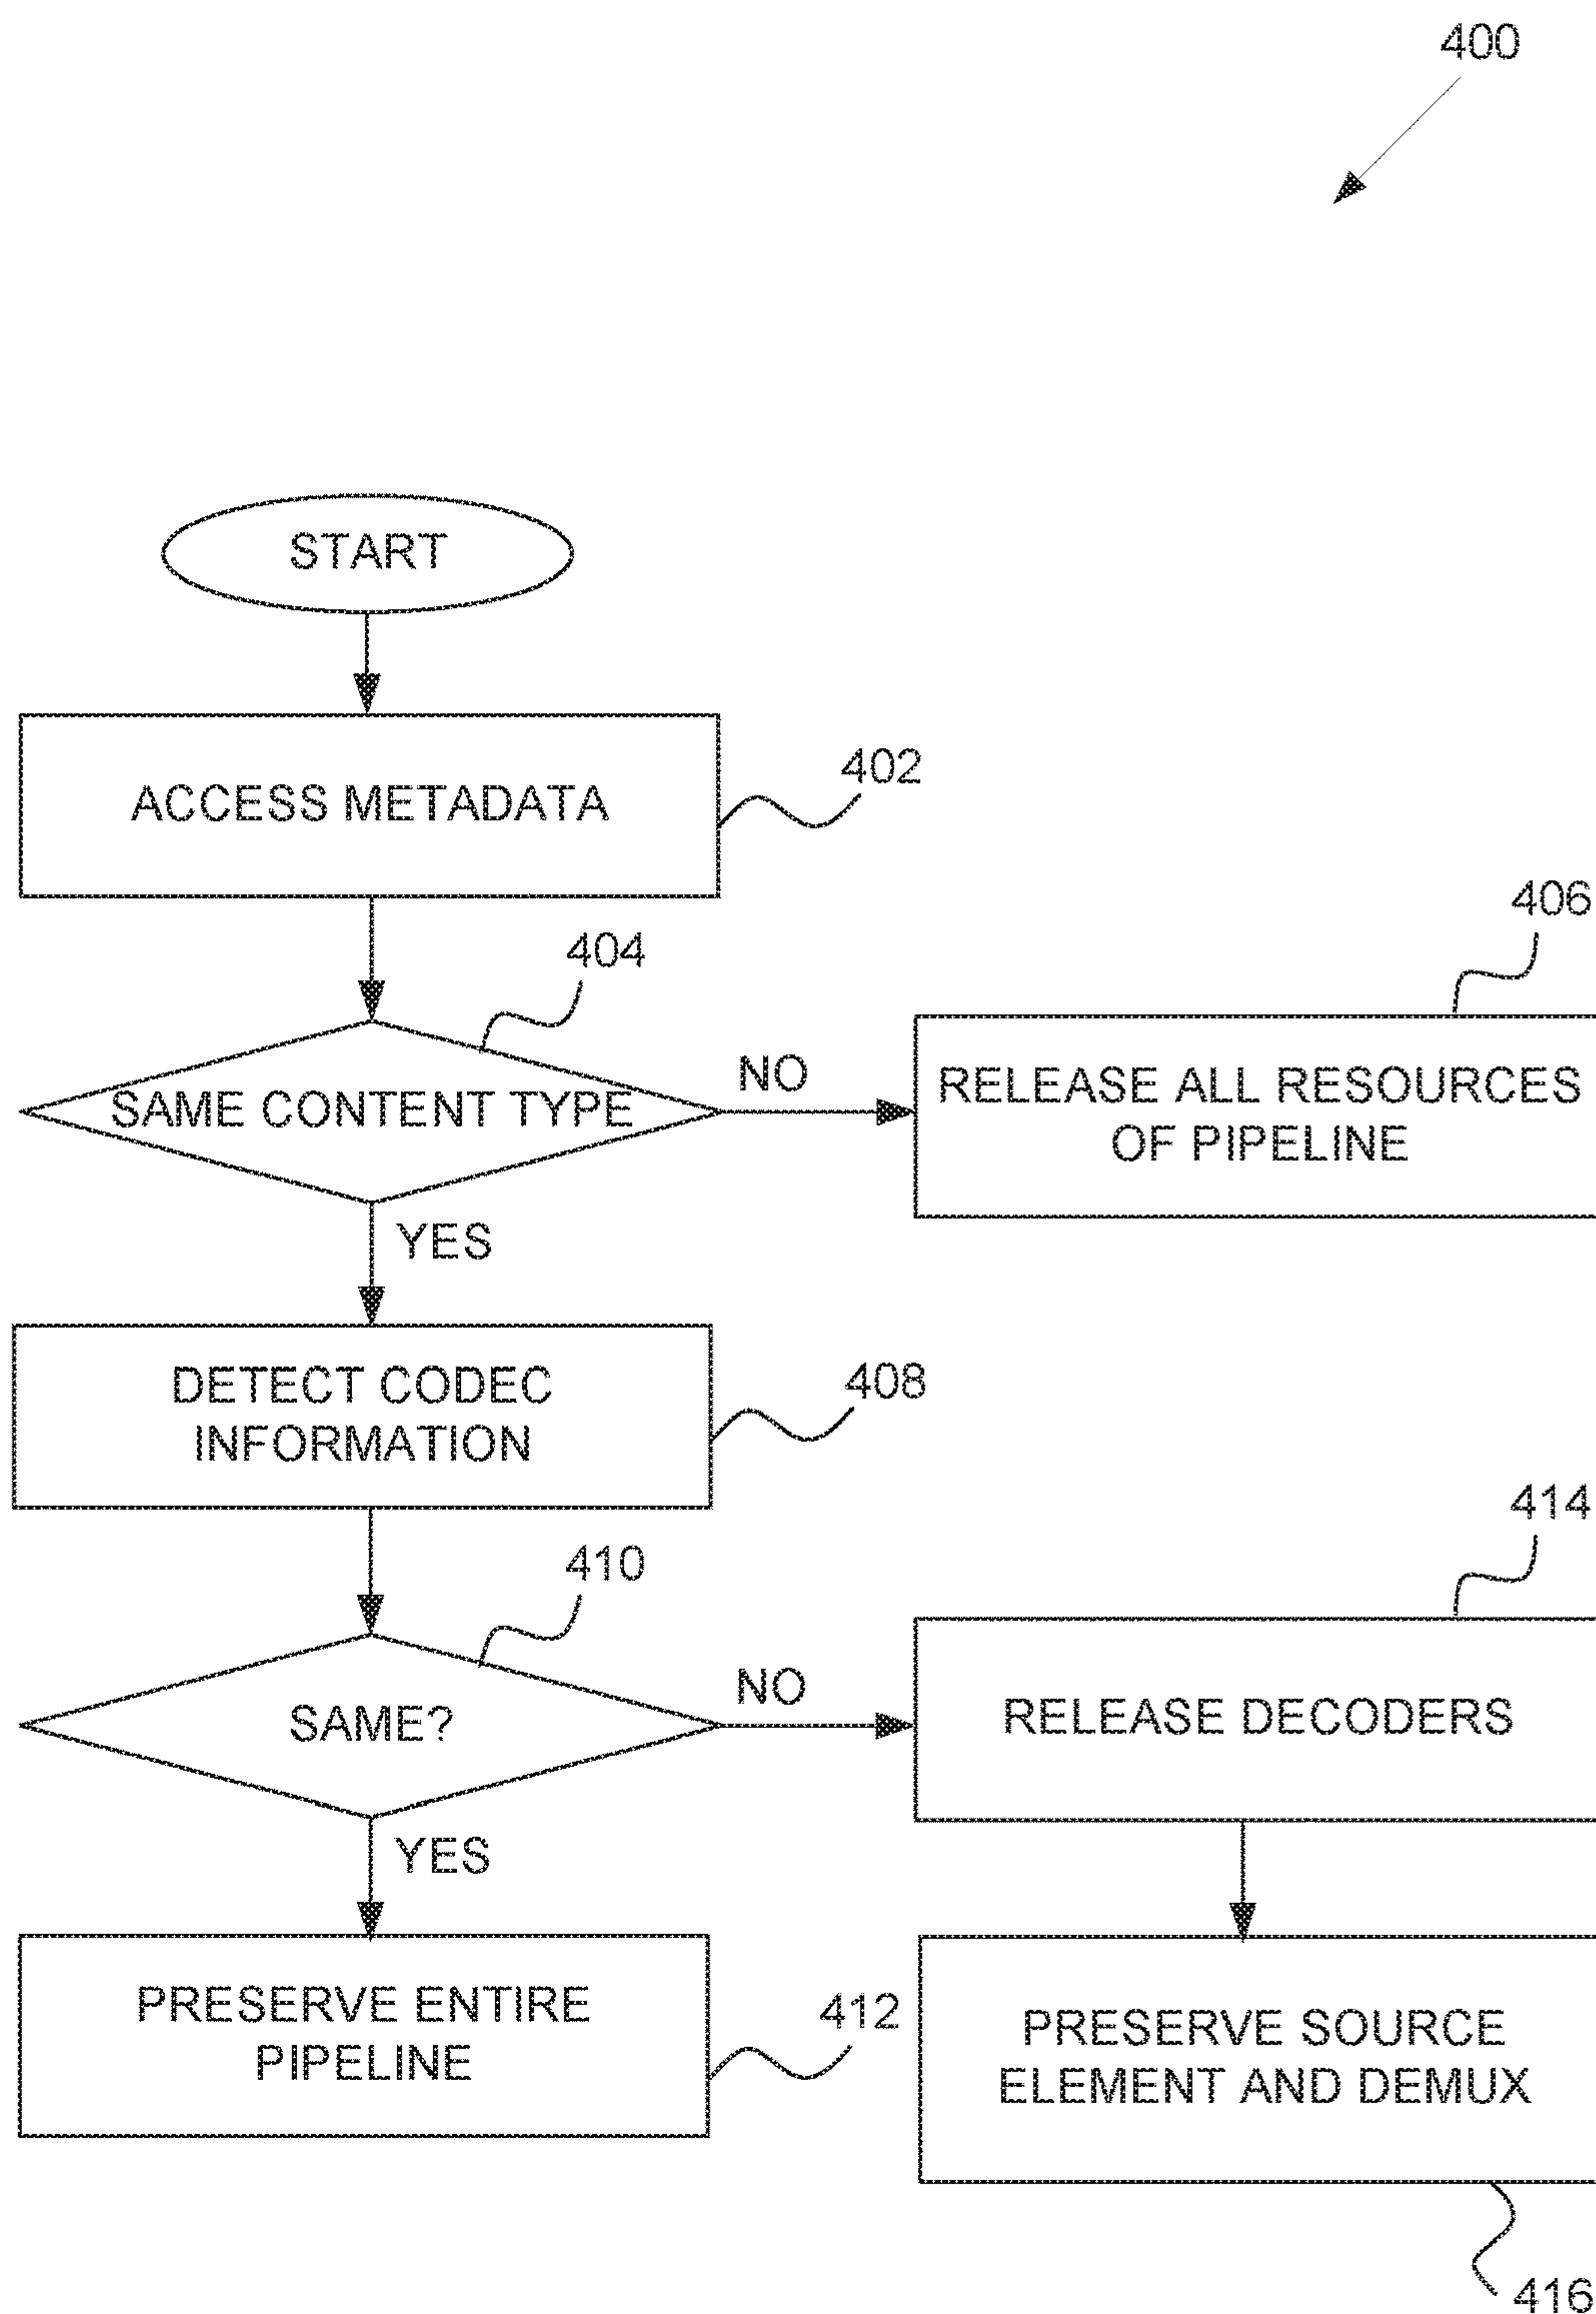 400
START
ACCESS METADATA
402
404
406
SAME CONTENT TYPE
NO
RELEASE ALL RESOURCES
OF PIPELINE
YES
DETECT CODEC
INFORMATION
408
410
414
SAME?
NO
RELEASE DECODERS
YES
PRESERVE ENTIRE
PIPELINE
412
PRESERVE SOURCE
ELEMENT AND DEMUX
416